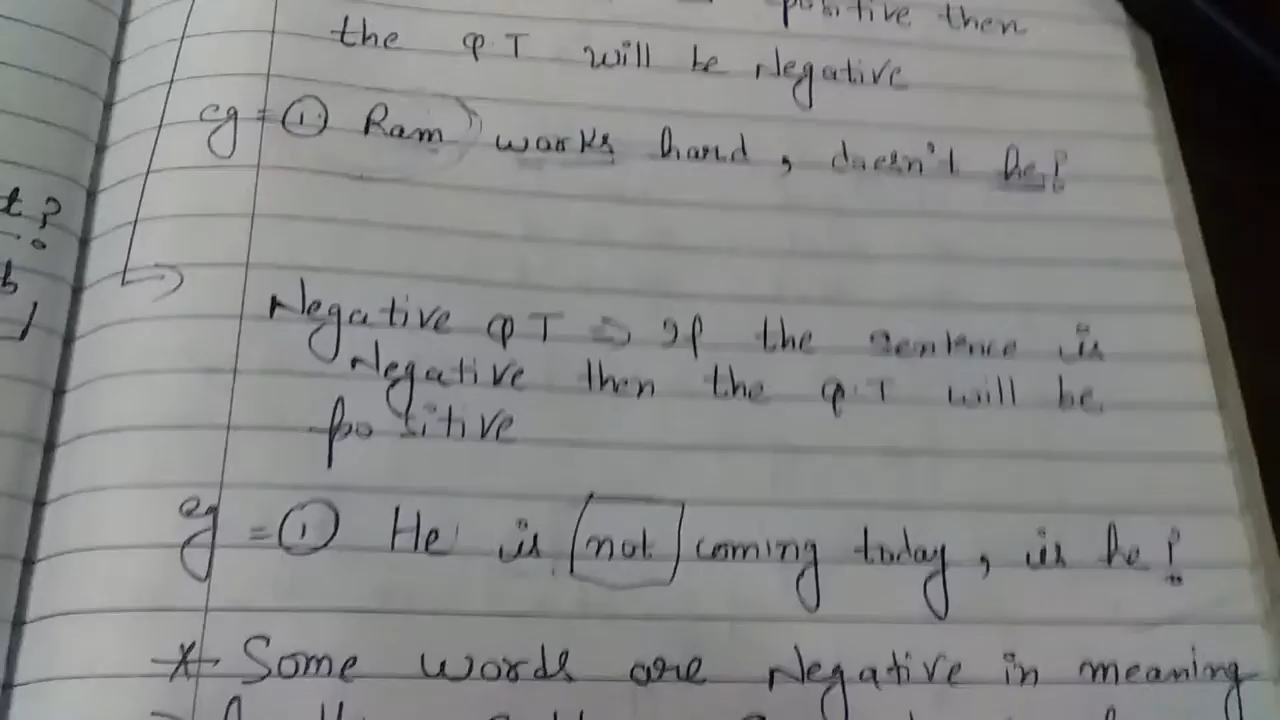 positive then
the QT will be Negative
eg = ① Ram works hard, doesn't he?
t?
Negative QT => If the sentence is
Negative then the Q.T will be
positive
eg = ① He is not coming today, is he?
* Some words are Negative in meaning